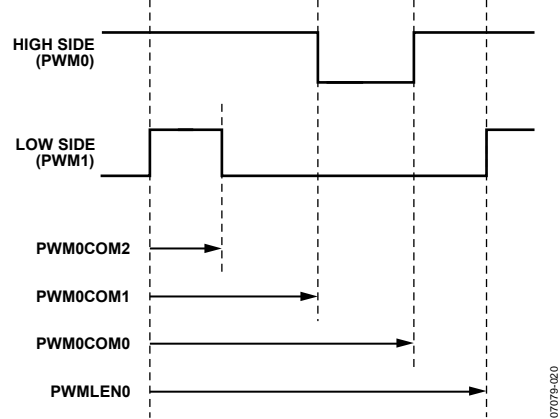 HIGH SIDE
(PWM0)
LOW SIDE
(PWM1)
PWM0COM2
PWM0COM1
PWM0COM0
PWMLEN0
07079-020